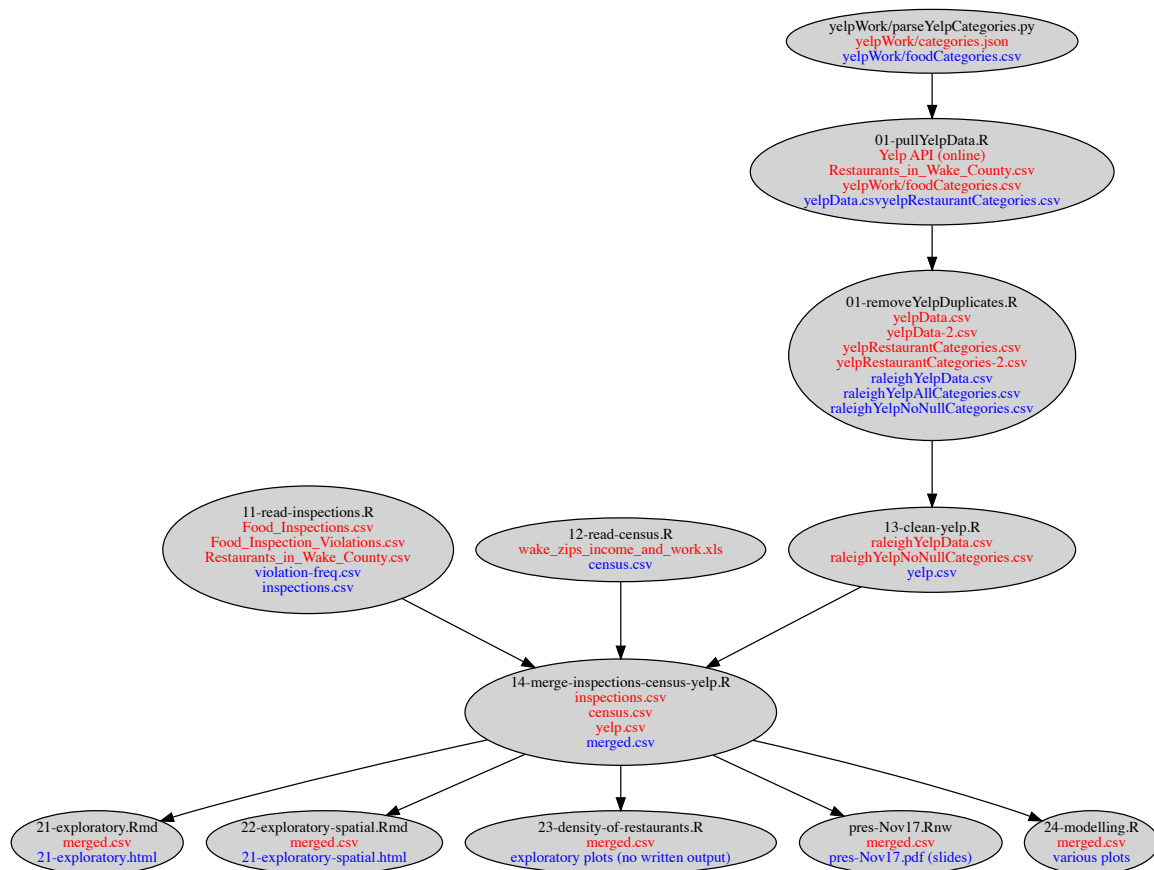 yelpWork/parseYelpCategories.py
yelpWork/categories.json
yelpWork/foodCategories.csv
01-pullYelpData.R
Yelp API (online)
Restaurants_in_Wake_County.csv
yelpWork/foodCategories.csv
yelpData.csvyelpRestaurantCategories.csv
01-removeYelpDuplicates.R
yelpData.csv
yelpData-2.csv
yelpRestaurantCategories.csv
yelpRestaurantCategories-2.csv
raleighYelpData.csv
raleighYelpAllCategories.csv
raleighYelpNoNullCategories.csv
11-read-inspections.R
Food_Inspections.csv
Food_Inspection_Violations.csv
Restaurants_in_Wake_County.csv
violation-freq.csv
inspections.csv
12-read-census.R
wake_zips_income_and_work.xls
census.csv
13-clean-yelp.R
raleighYelpData.csv
raleighYelpNoNullCategories.csv
yelp.csv
14-merge-inspections-census-yelp.R
inspections.csv
census.csv
yelp.csv
merged.csv
21-exploratory.Rmd
merged.csv
21-exploratory.html
22-exploratory-spatial.Rmd
merged.csv
21-exploratory-spatial.html
23-density-of-restaurants.R
merged.csv
exploratory plots (no written output)
pres-Nov17.Rnw
merged.csv
pres-Nov17.pdf (slides)
24-modelling.R
merged.csv
various plots